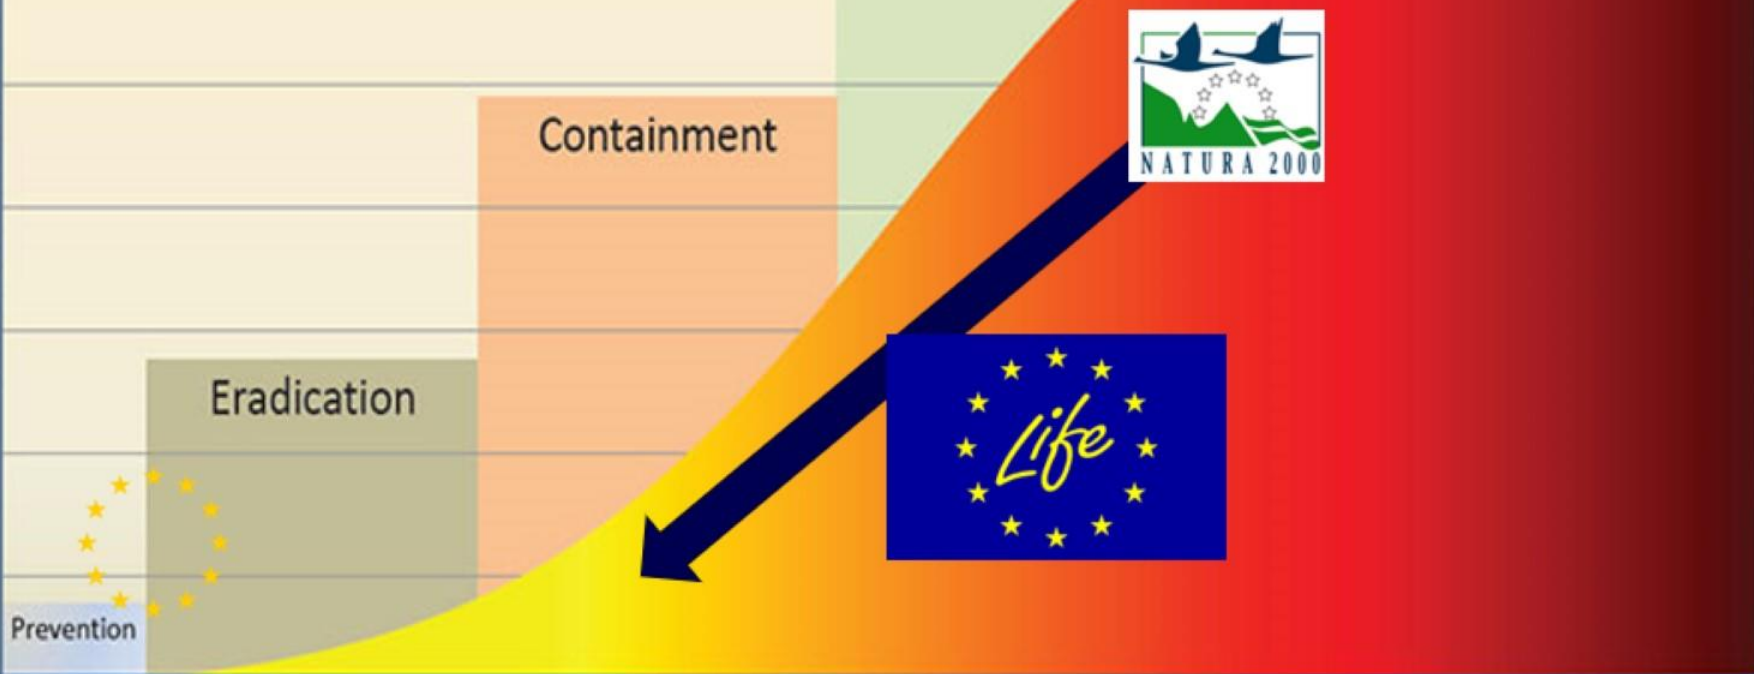 Containment
NATURA 2000
Eradication
Life
Prevention